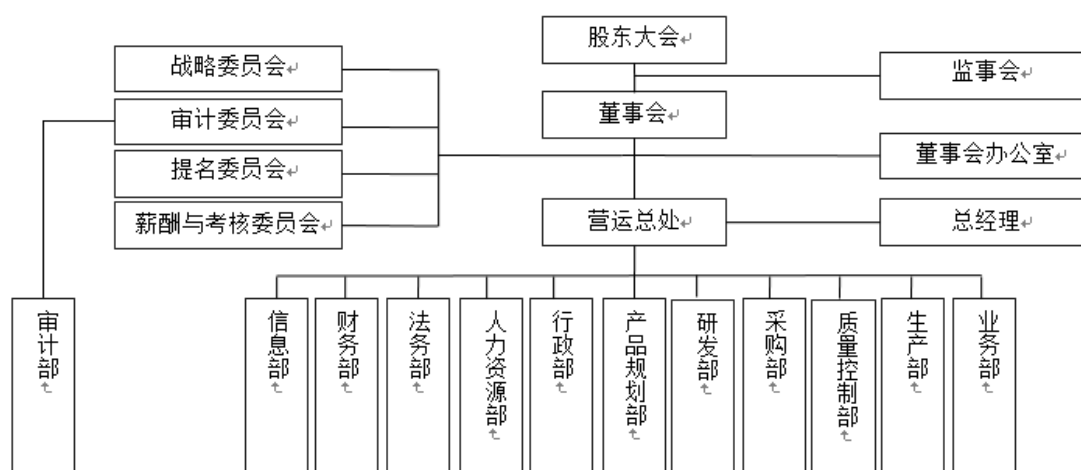 股东大会
战略委员会
监事会
审计委员会
董事会
提名委员会
董事会办公室
薪酬与考核委员会
营运总处
总经理
审计部
信息部
财务部
法务部
人力资源部
行政部
产品规划部
研发部
采购部
质量控制部
生产部
业务部